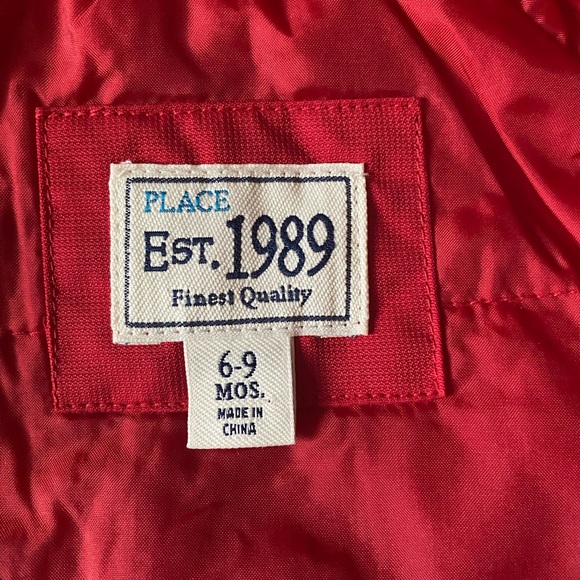 PLACE
EST. 1989
Finest Quality
6-9
MOS.
MADE IN
CHINA